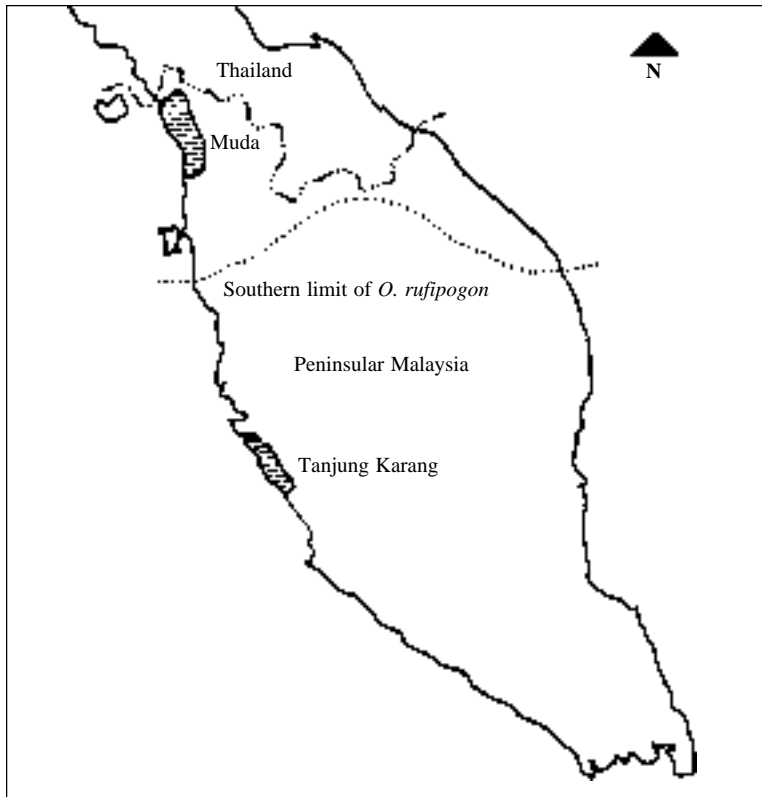 Thailand
N
Muda
Southern limit of O. rufipogon
Peninsular Malaysia
Tanjung Karang